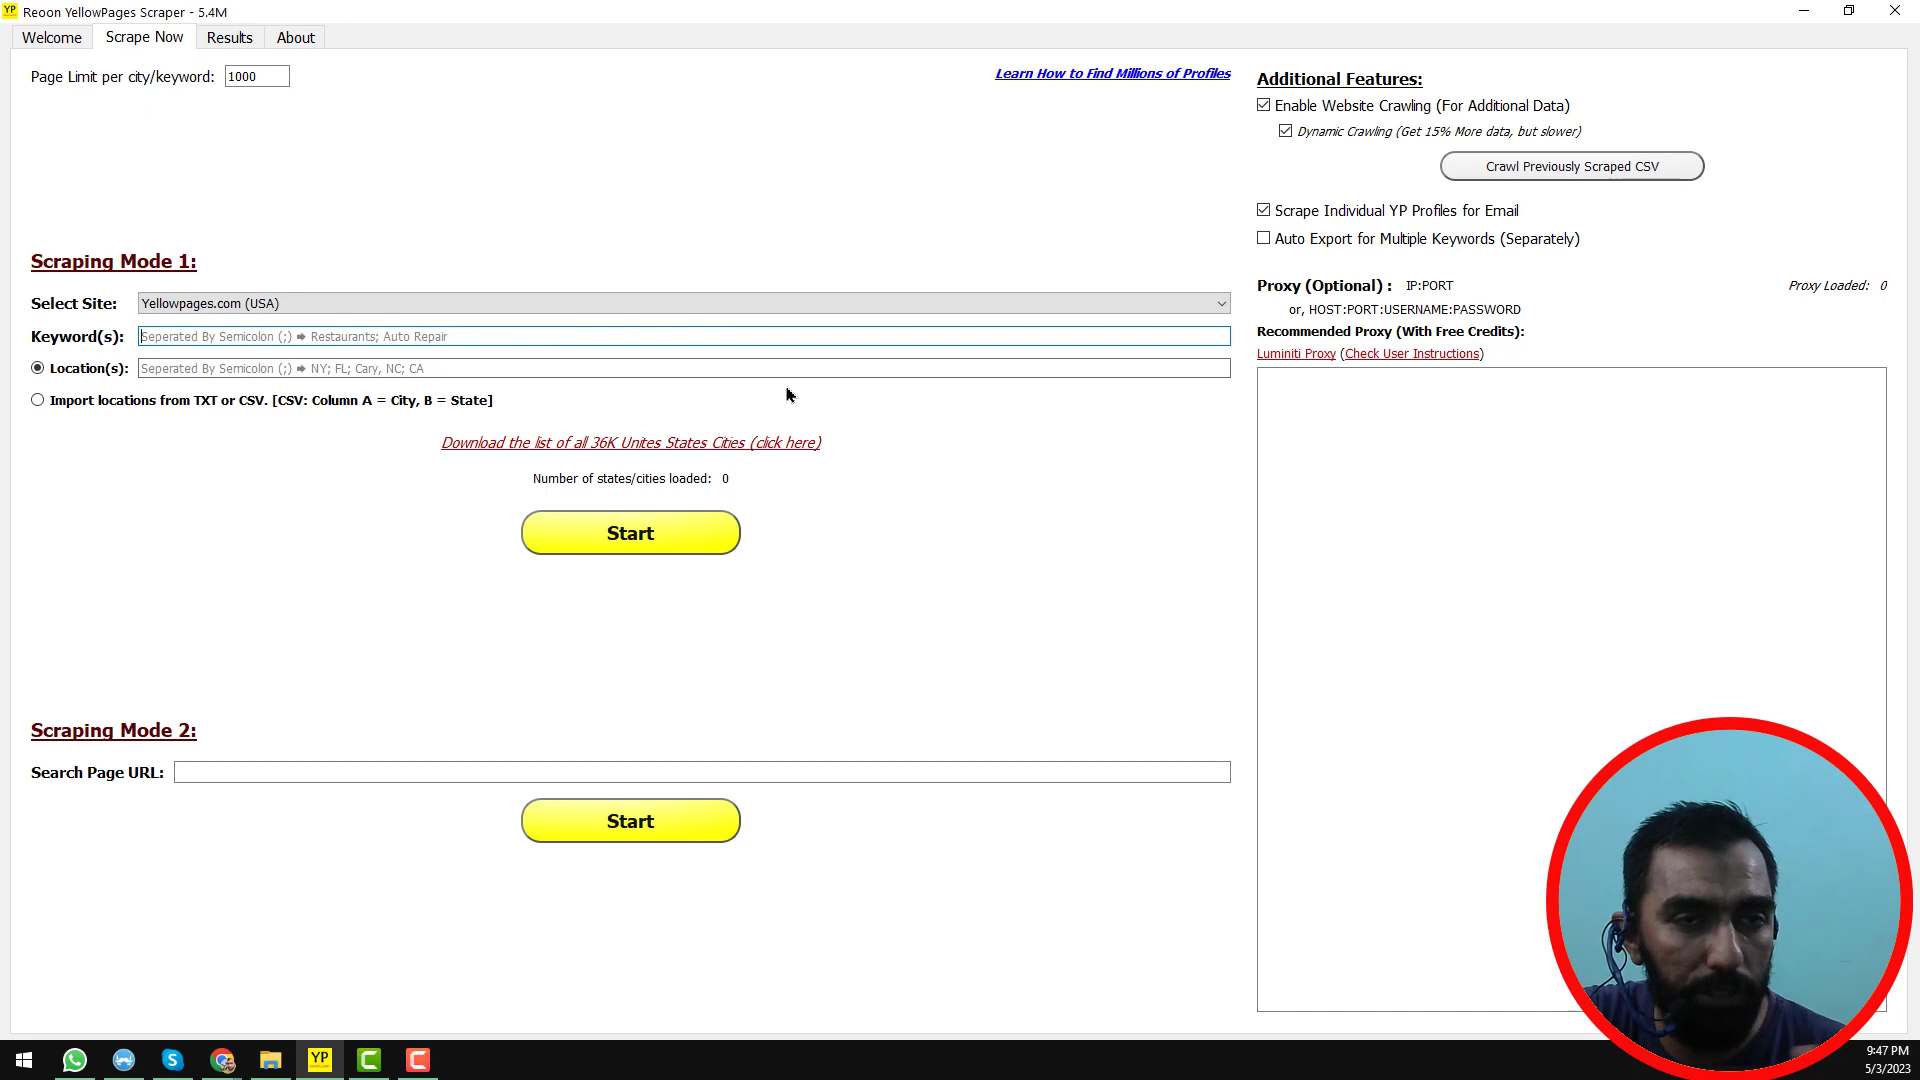 YP Reoon YellowPages Scraper - 5.4M
Welcome Scrape Now Results About
Page Limit per city/keyword: 1000
Learn How to Find Millions of Profiles
Scraping Mode 1:
Select Site: Yellowpages.com (USA)
Keyword(s): Seperated By Semicolon (;) ➡ Restaurants; Auto Repair
Location(s): Seperated By Semicolon (;) ➡ NY; FL; Cary, NC; CA
Import locations from TXT or CSV. [CSV: Column A = City, B = State]
Download the list of all 36K Unites States Cities (click here)
Number of states/cities loaded: 0
Start
Scraping Mode 2:
Search Page URL:
Start
Additional Features:
Enable Website Crawling (For Additional Data)
Dynamic Crawling (Get 15% More data, but slower)
Crawl Previously Scraped CSV
Scrape Individual YP Profiles for Email
Auto Export for Multiple Keywords (Separately)
Proxy (Optional) : IP:PORT Proxy Loaded: 0
or, HOST:PORT:USERNAME:PASSWORD
Recommended Proxy (With Free Credits):
Luminiti Proxy (Check User Instructions)
YP
9:47 PM
5/3/2023